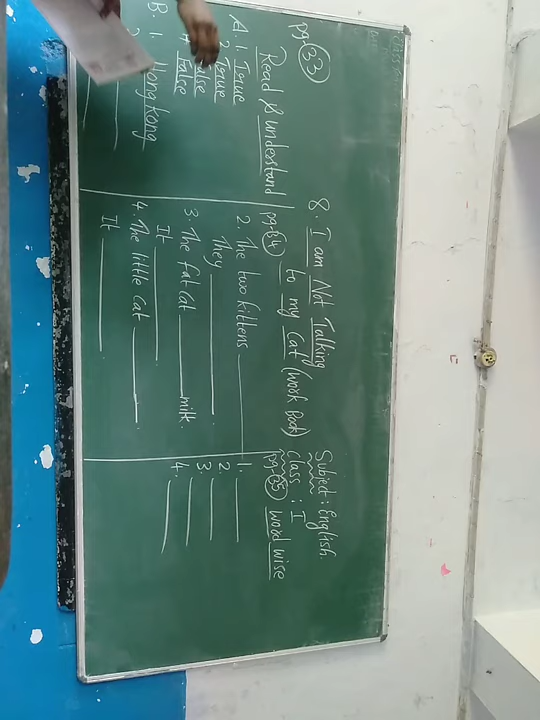 8. I am Not Talking
to my Cat (Work Book)
Subject : English.
class : I
pg 33
Read & understand
A. 1. True
2. True
False
4. False
B. 1. Hong Kong
2.
pg 34
2. The two kittens
They
3. The fat cat milk.
It
4. The little cat
It
pg 35 word wise
1.
2.
3.
4.